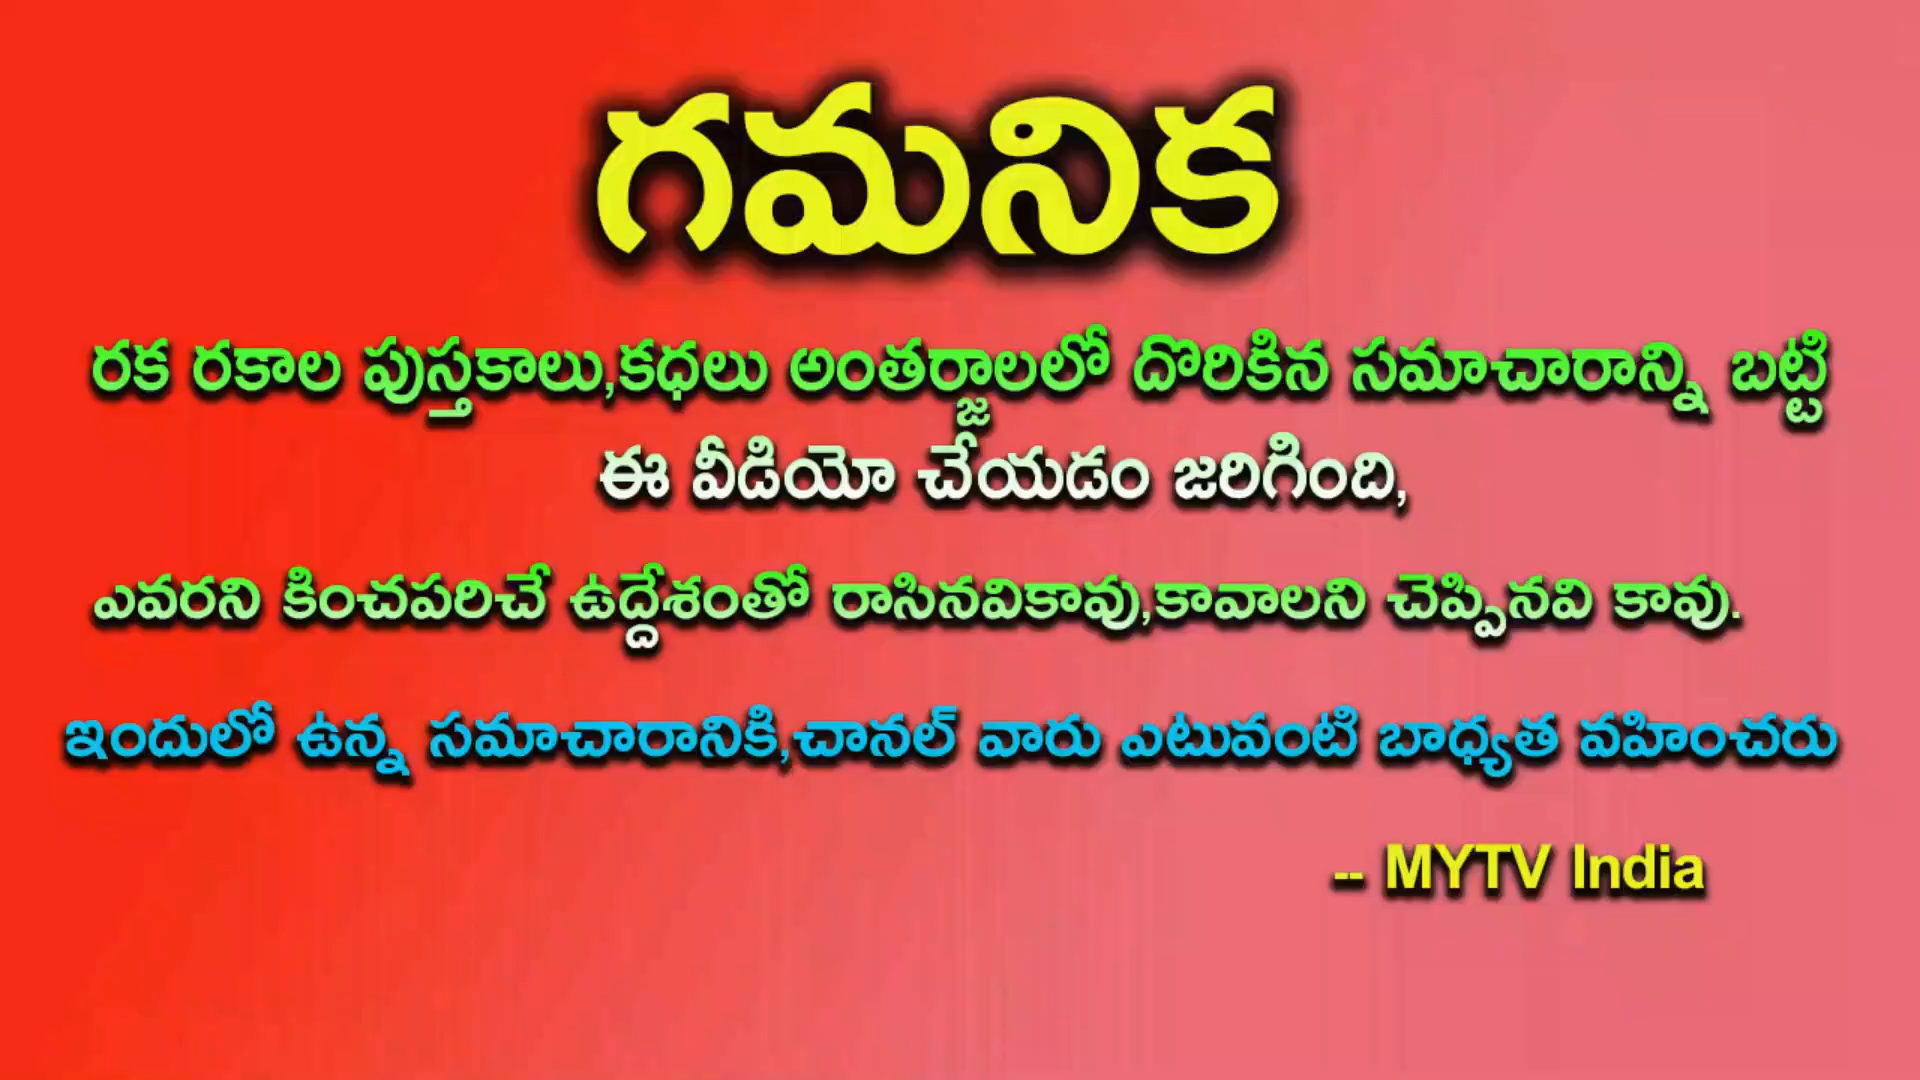 గమనిక
రక రకాల పుస్తకాలు,కధలు అంతర్జాలలో దొరికిన సమాచారాన్ని బట్టి
ఈ వీడియో చేయడం జరిగింది,
ఎవరని కించపరిచే ఉద్దేశంతో రాసినవికావు,కావాలని చెప్పినవి కావు.
ఇందులో ఉన్న సమాచారానికి,చానల్ వారు ఎటువంటి బాధ్యత వహించరు
-- MYTV India